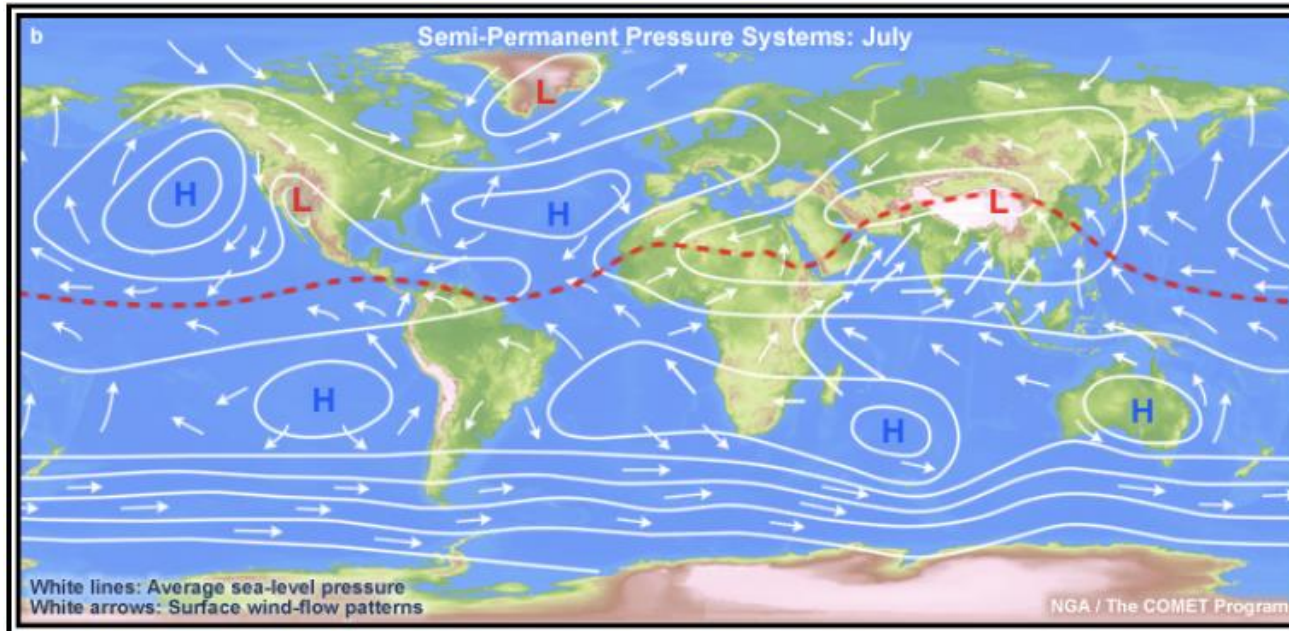 b
Semi-Permanent Pressure Systems: July
L
H
L
H
L
H
H
H
White lines: Average sea-level pressure
White arrows: Surface wind-flow patterns
NGA / The COMET Program